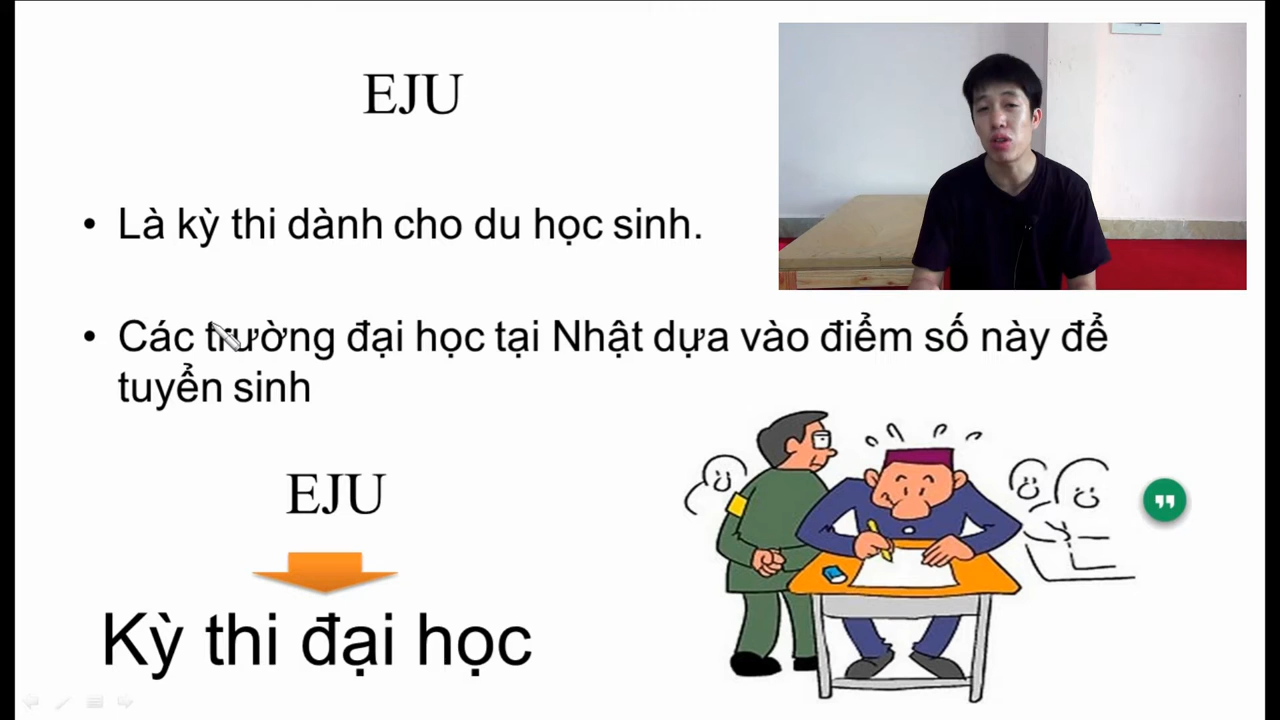 EJU
• Là kỳ thi dành cho du học sinh.
• Các trường đại học tại Nhật dựa vào điểm số này để
tuyển sinh
EJU
Kỳ thi đại học